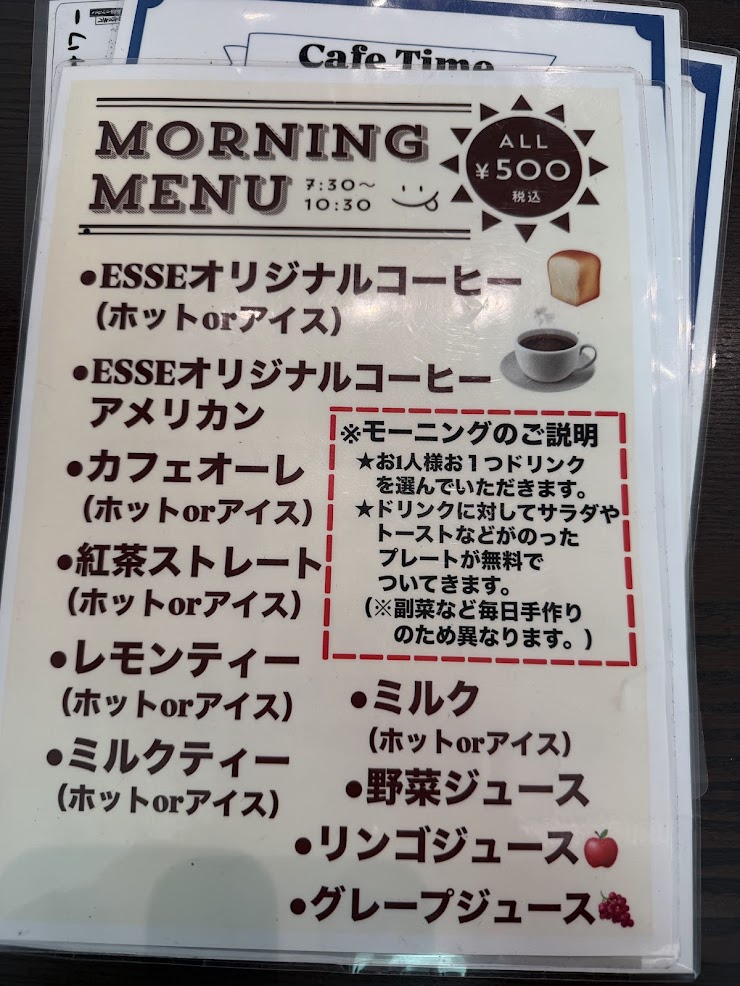 Cafe Time
MORNING
MENU 7:30～
10:30
ALL
¥500
税込
●ESSEオリジナルコーヒー
(ホットorアイス)
●ESSEオリジナルコーヒー
アメリカン
●カフェオーレ
(ホットorアイス)
●紅茶ストレート
(ホットorアイス)
●レモンティー
(ホットorアイス)
●ミルクティー
(ホットorアイス)
※モーニングのご説明
★お1人様お1つドリンク
を選んでいただきます。
★ドリンクに対してサラダや
トーストなどがのった
プレートが無料で
ついてきます。
(※副菜など毎日手作り
のため異なります。)
●ミルク
(ホットorアイス)
●野菜ジュース
●リンゴジュース
●グレープジュース